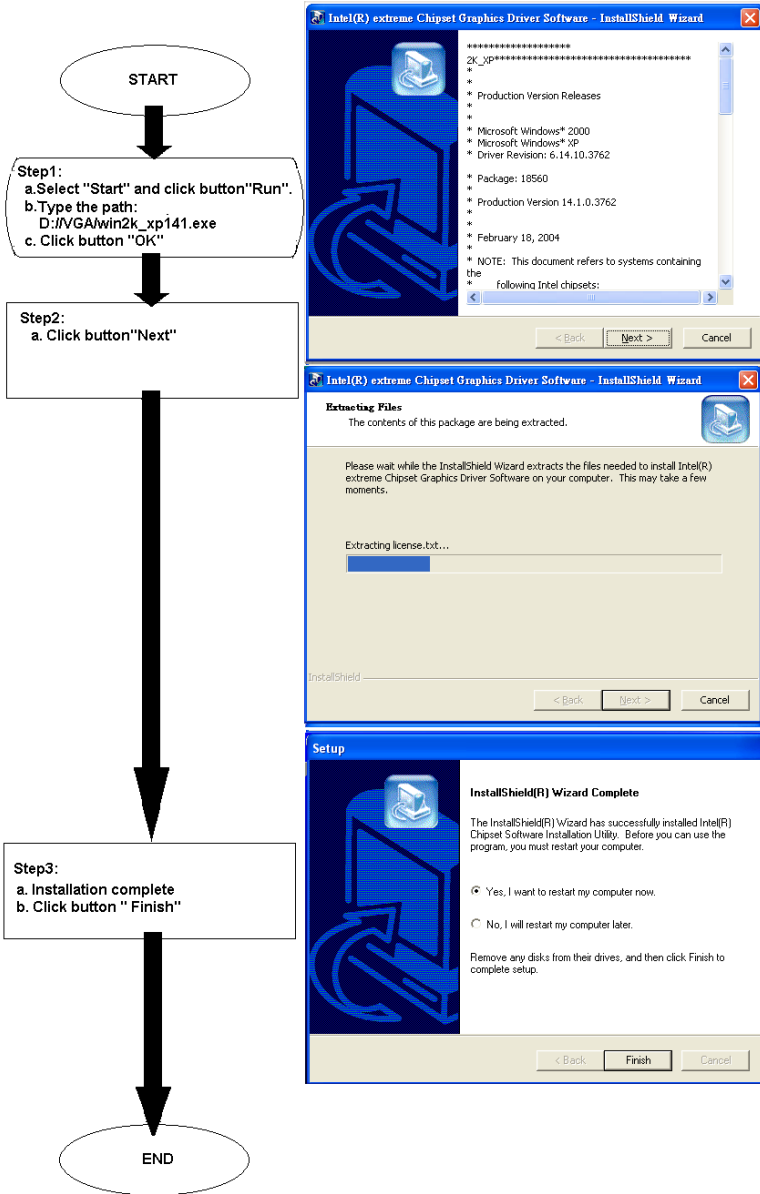 START
Step1:
a.Select "Start" and click button"Run".
b.Type the path:
D://VGA/win2k_xp141.exe
c. Click button "OK"
Step2:
a. Click button"Next"
Step3:
a. Installation complete
b. Click button " Finish"
END
Intel(R) extreme Chipset Graphics Driver Software - InstallShield Wizard
*******************
2K_XP************************************
*
*
* Production Version Releases
*
*
* Microsoft Windows* 2000
* Microsoft Windows* XP
* Driver Revision: 6.14.10.3762
*
* Package: 18560
*
* Production Version 14.1.0.3762
*
*
* February 18, 2004
*
* NOTE: This document refers to systems containing
the
* following Intel chipsets:
< Back
Next >
Cancel
Intel(R) extreme Chipset Graphics Driver Software - InstallShield Wizard
Extracting Files
The contents of this package are being extracted.
Please wait while the InstallShield Wizard extracts the files needed to install Intel(R)
extreme Chipset Graphics Driver Software on your computer. This may take a few
moments.
Extracting license.txt...
InstallShield
< Back
Next >
Cancel
Setup
InstallShield(R) Wizard Complete
The InstallShield(R) Wizard has successfully installed Intel(R)
Chipset Software Installation Utility. Before you can use the
program, you must restart your computer.
Yes, I want to restart my computer now.
No, I will restart my computer later.
Remove any disks from their drives, and then click Finish to
complete setup.
< Back
Finish
Cancel